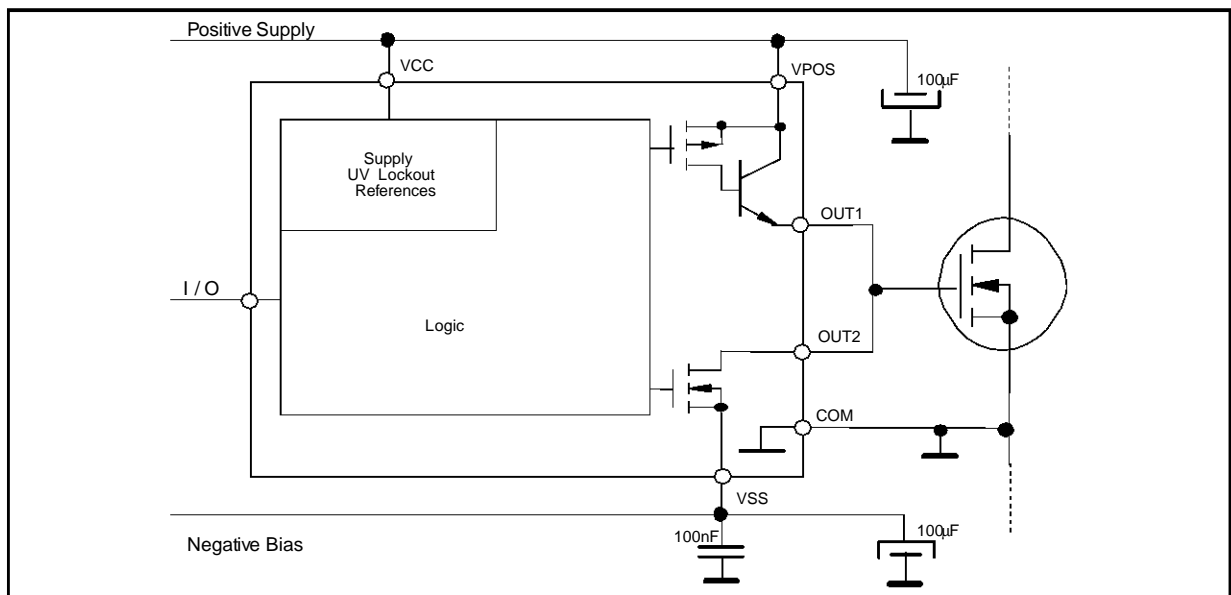 Positive Supply
VCC
VPOS
100µF
Supply
UV Lockout
References
OUT1
I / O
Logic
OUT2
COM
VSS
Negative Bias
100nF
100µF